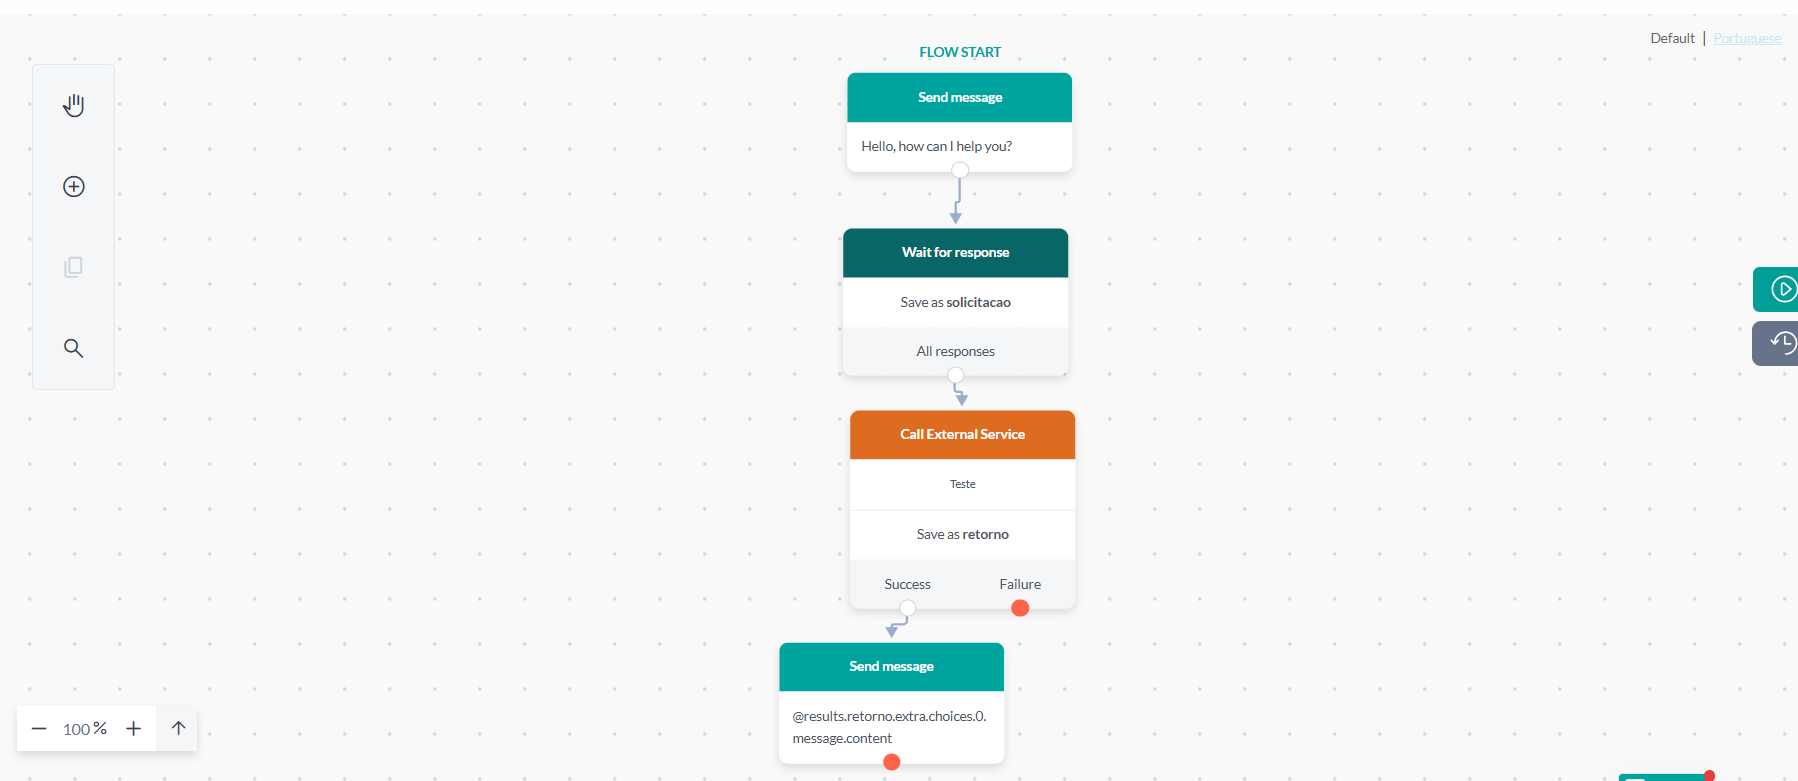 Default | Portuguese
FLOW START
Send message
Hello, how can I help you?
Wait for response
Save as solicitacao
All responses
Call External Service
Teste
Save as retorno
Success Failure
Send message
@results.retorno.extra.choices.0.
message.content
100%